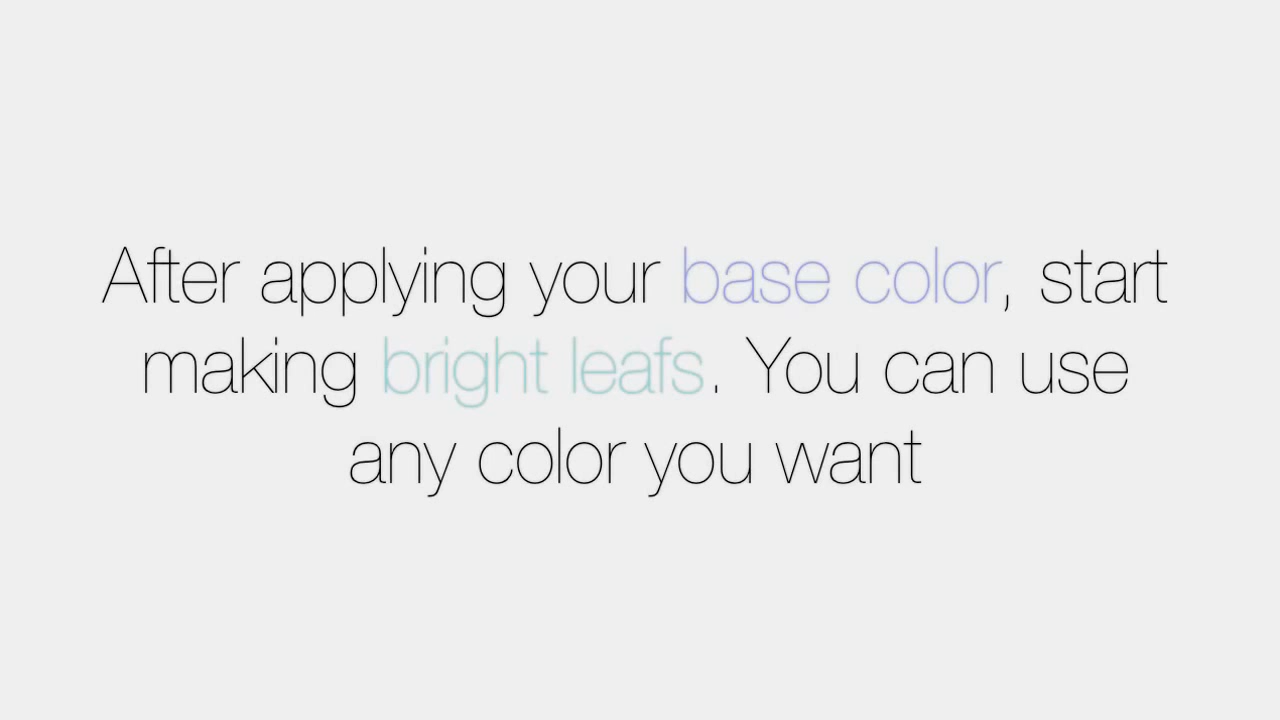 After applying your base color, start
making bright leafs. You can use
any color you want